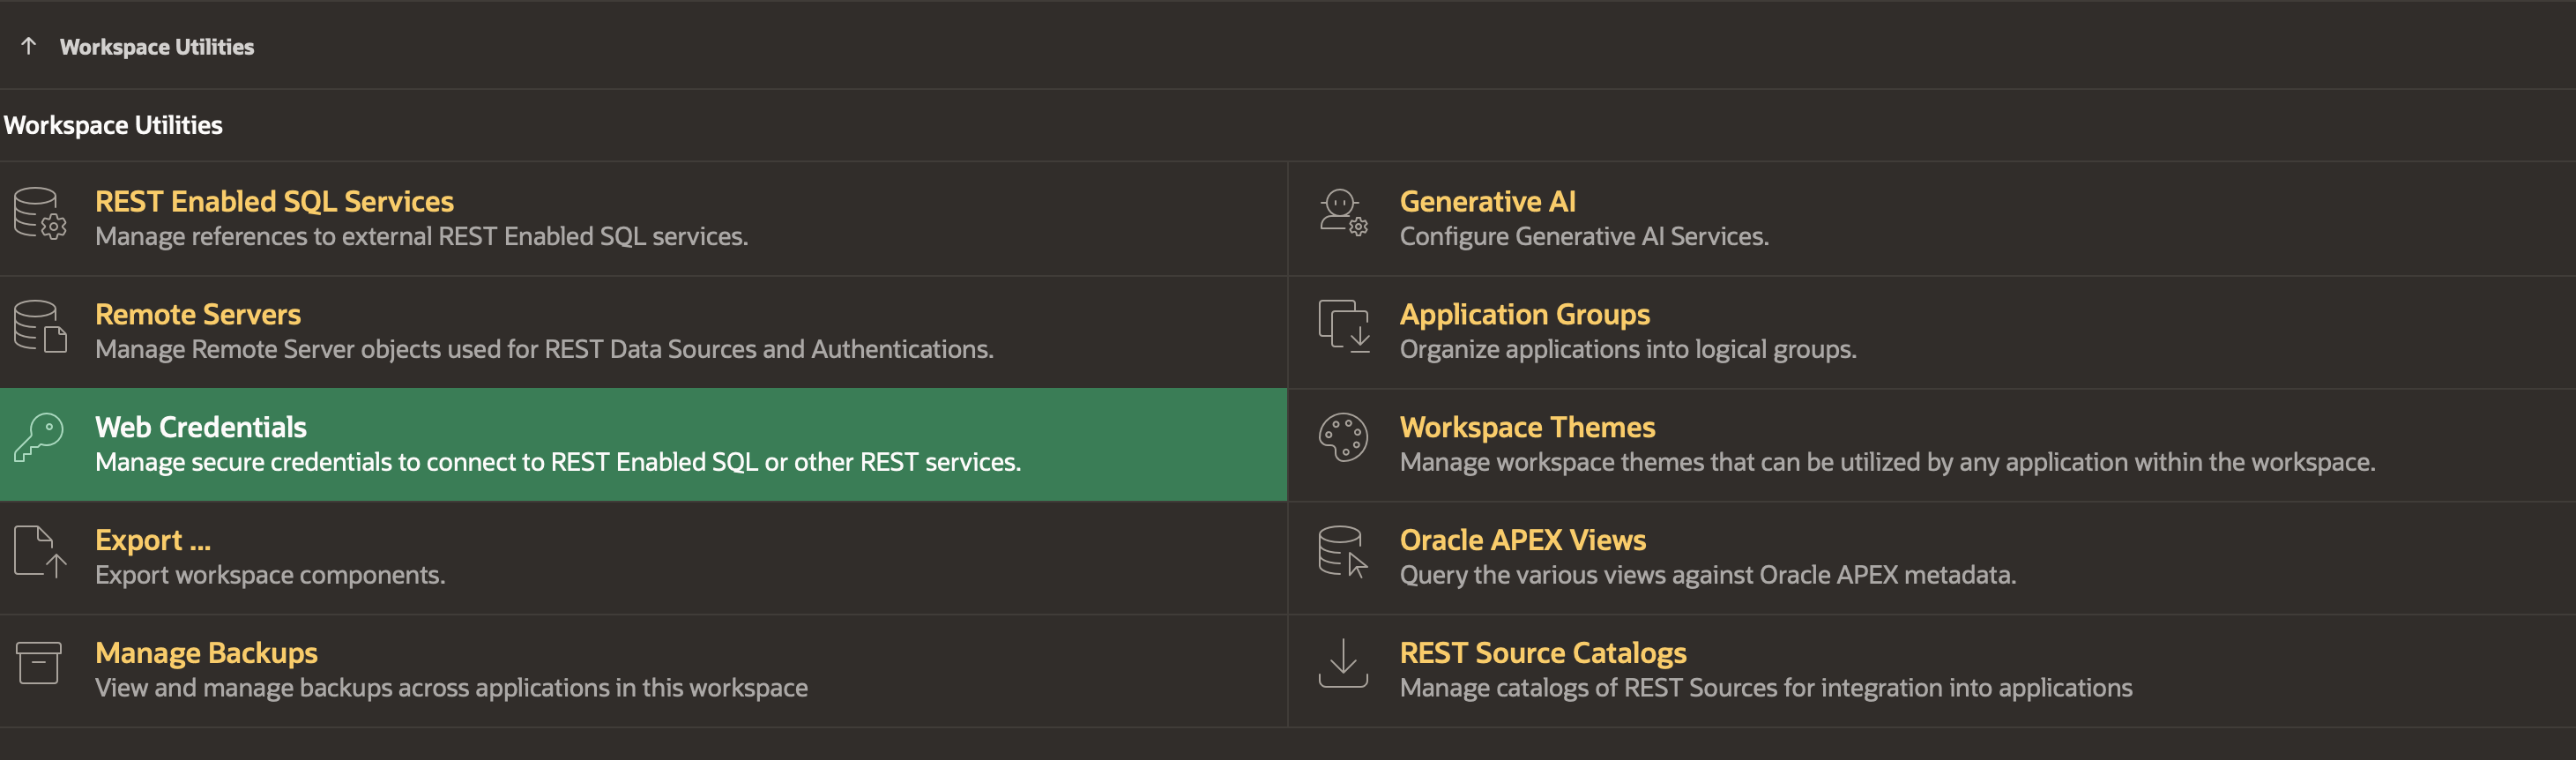 Workspace Utilities
Workspace Utilities
REST Enabled SQL Services
Manage references to external REST Enabled SQL services.
Generative AI
Configure Generative AI Services.
Remote Servers
Manage Remote Server objects used for REST Data Sources and Authentications.
Application Groups
Organize applications into logical groups.
Web Credentials
Manage secure credentials to connect to REST Enabled SQL or other REST services.
Workspace Themes
Manage workspace themes that can be utilized by any application within the workspace.
Export ...
Export workspace components.
Oracle APEX Views
Query the various views against Oracle APEX metadata.
Manage Backups
View and manage backups across applications in this workspace
REST Source Catalogs
Manage catalogs of REST Sources for integration into applications